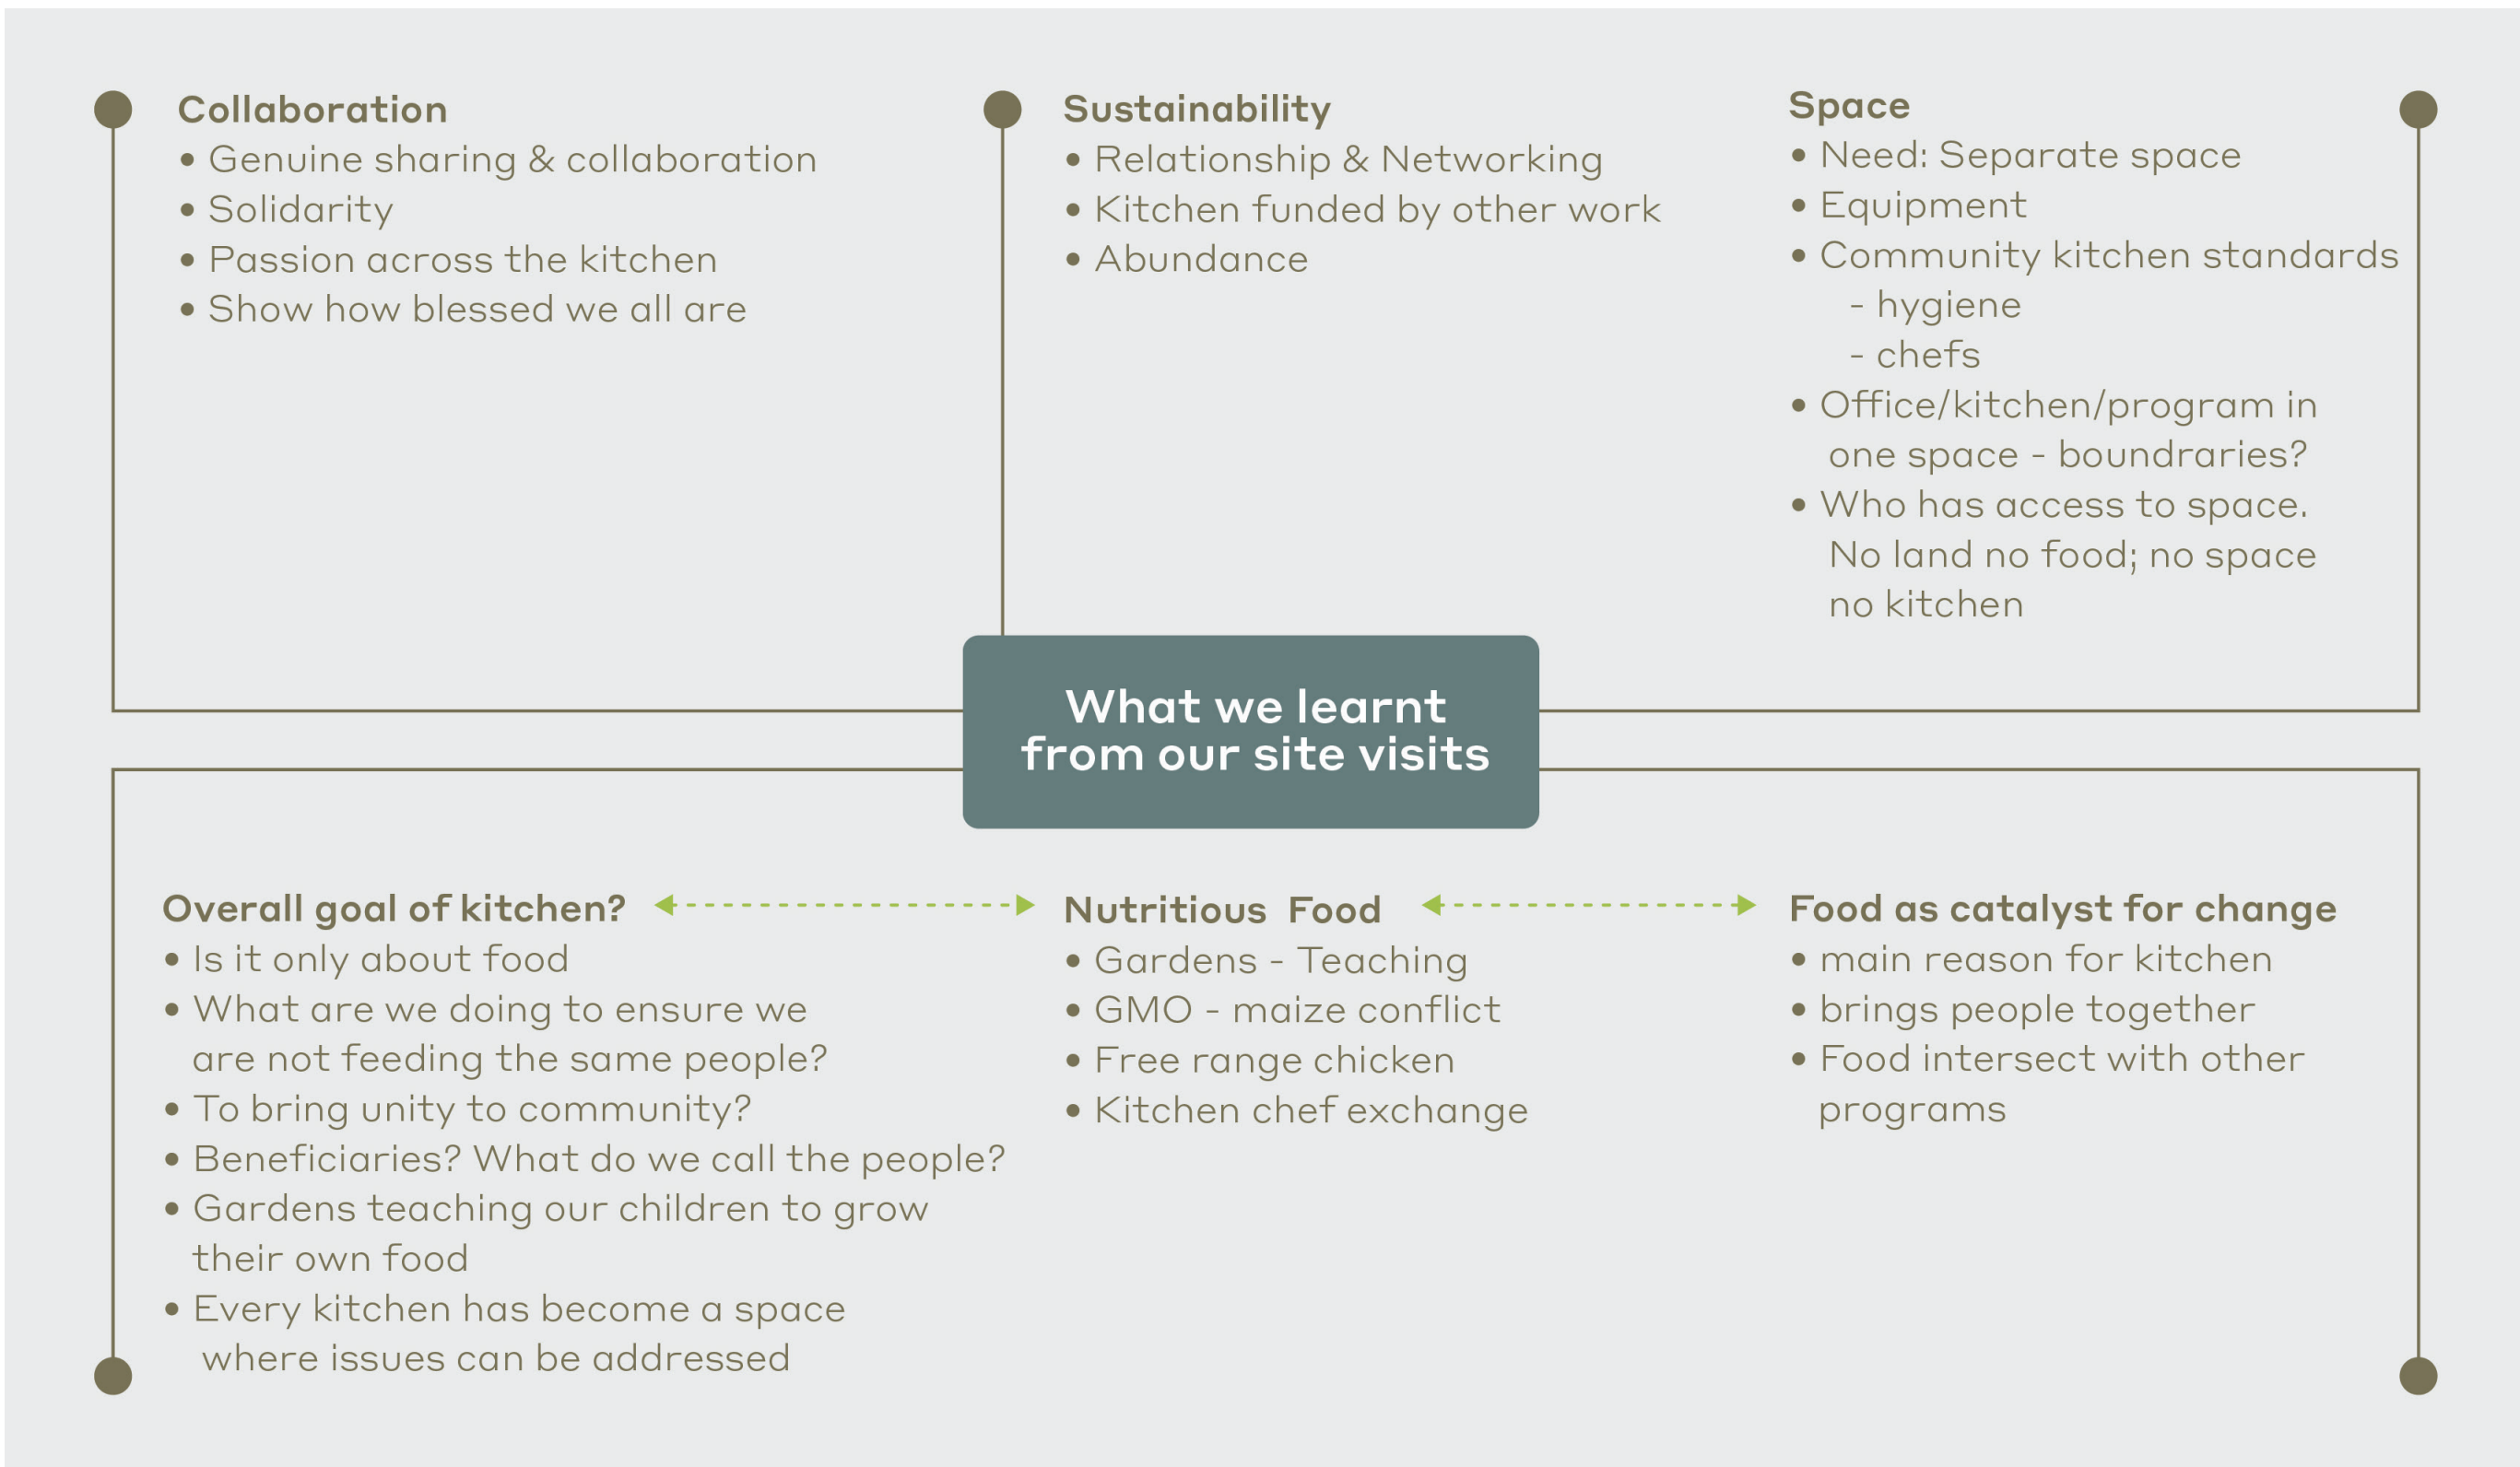 Collaboration
• Genuine sharing & collaboration
• Solidarity
• Passion across the kitchen
• Show how blessed we all are
Sustainability
• Relationship & Networking
• Kitchen funded by other work
• Abundance
Space
• Need: Separate space
• Equipment
• Community kitchen standards
- hygiene
- chefs
• Office/kitchen/program in
one space - boundraries?
• Who has access to space.
No land no food; no space
no kitchen
What we learnt
from our site visits
Overall goal of kitchen?
• Is it only about food
• What are we doing to ensure we
are not feeding the same people?
• To bring unity to community?
• Beneficiaries? What do we call the people?
• Gardens teaching our children to grow
their own food
• Every kitchen has become a space
where issues can be addressed
Nutritious Food
• Gardens - Teaching
• GMO - maize conflict
• Free range chicken
• Kitchen chef exchange
Food as catalyst for change
• main reason for kitchen
• brings people together
• Food intersect with other
programs